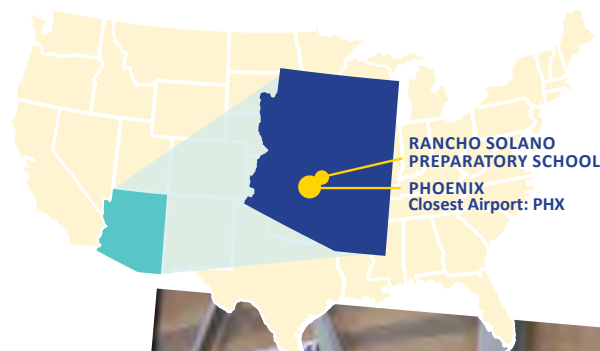 RANCHO SOLANO
PREPARATORY SCHOOL
PHOENIX
Closest Airport: PHX